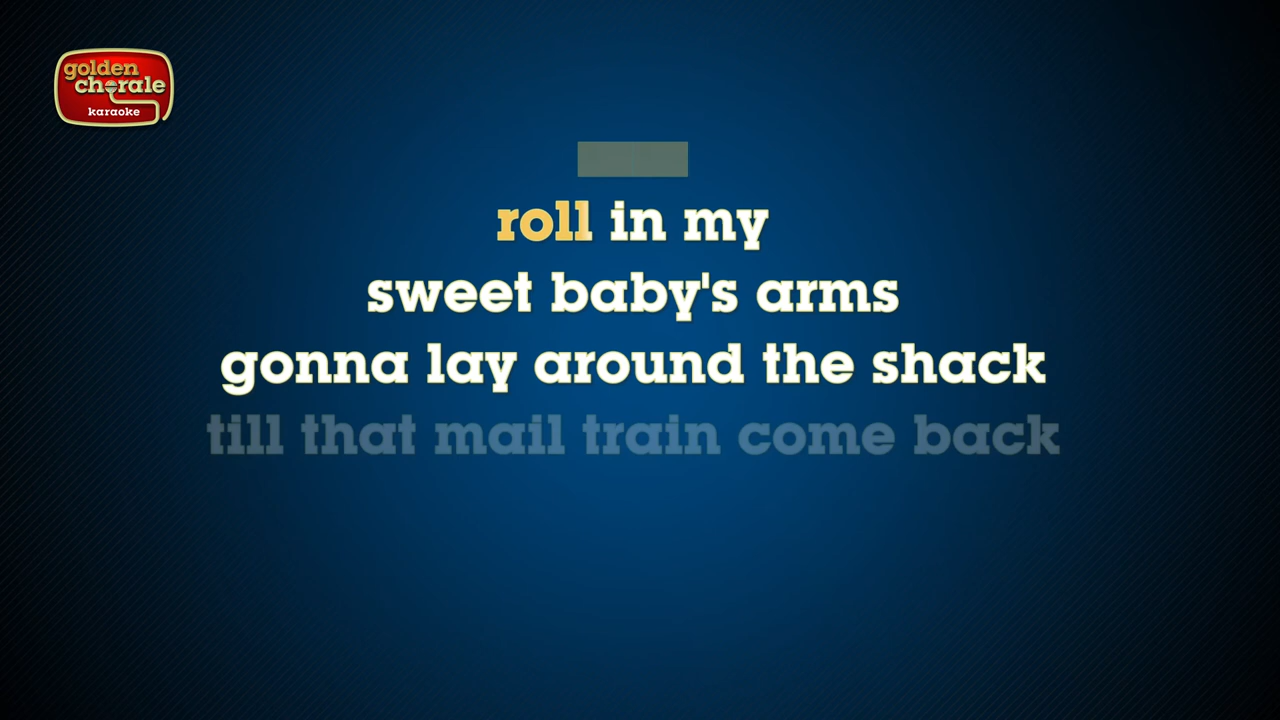 golden
chorale
karaoke
roll in my
sweet baby's arms
gonna lay around the shack
till that mail train come back